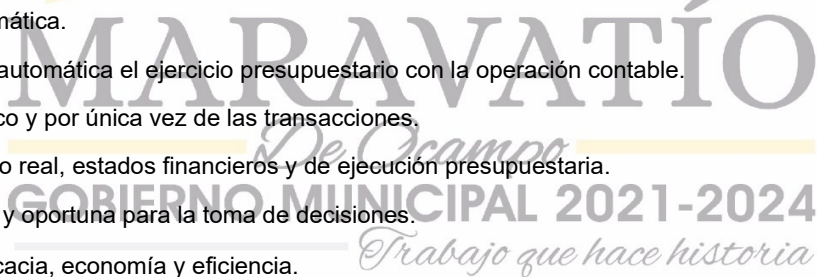 mática.
MARAVATÍO
automática el ejercicio presupuestario con la operación contable.
co y por única vez de las transacciones.
De Ocampo
o real, estados financieros y de ejecución presupuestaria.
GOBIERNO MUNICIPAL 2021-2024
y oportuna para la toma de decisiones.
Trabajo que hace historia
cacia, economía y eficiencia.